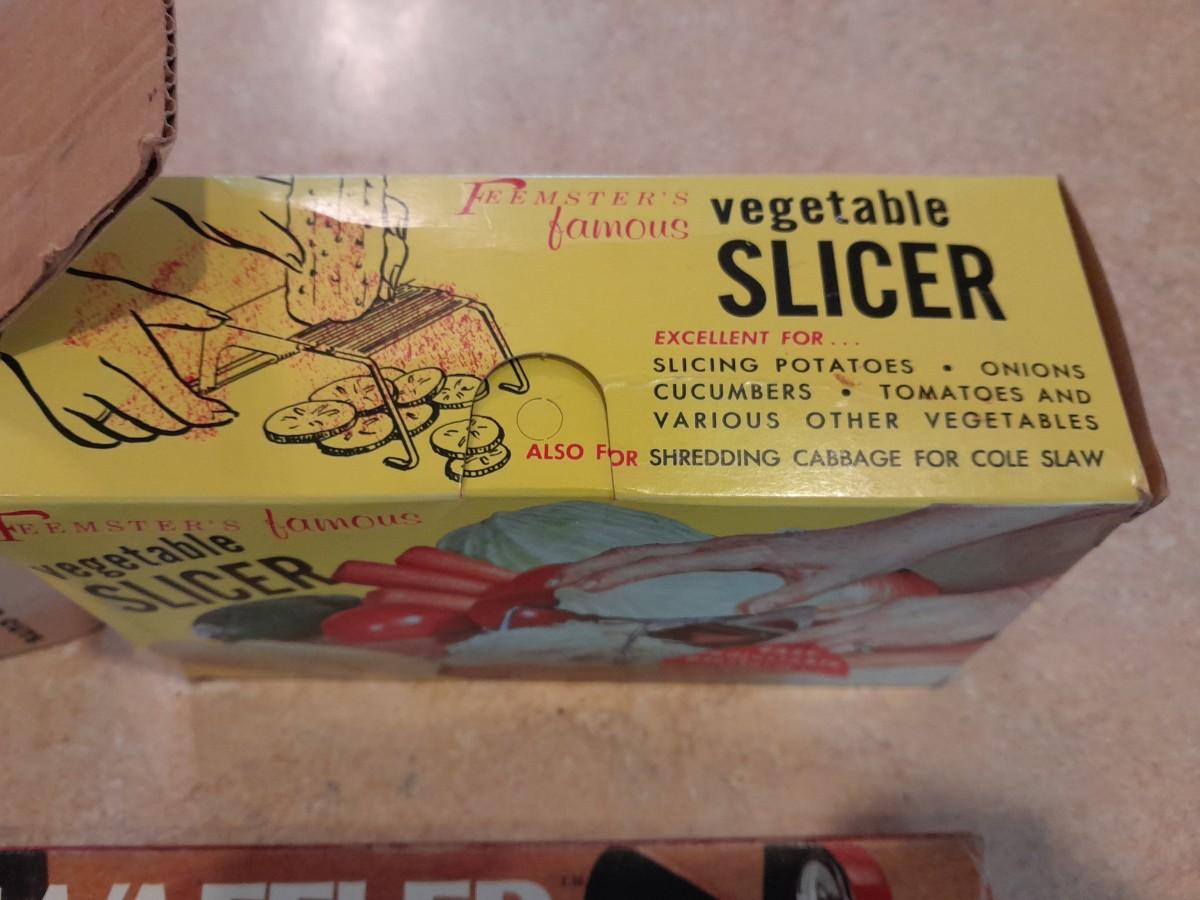 FEEMSTER'S
famous
vegetable
SLICER
EXCELLENT FOR...
SLICING POTATOES • ONIONS
CUCUMBERS • TOMATOES AND
VARIOUS OTHER VEGETABLES
ALSO FOR SHREDDING CABBAGE FOR COLE SLAW
FEEMSTER'S famous
vegetable
SLICER